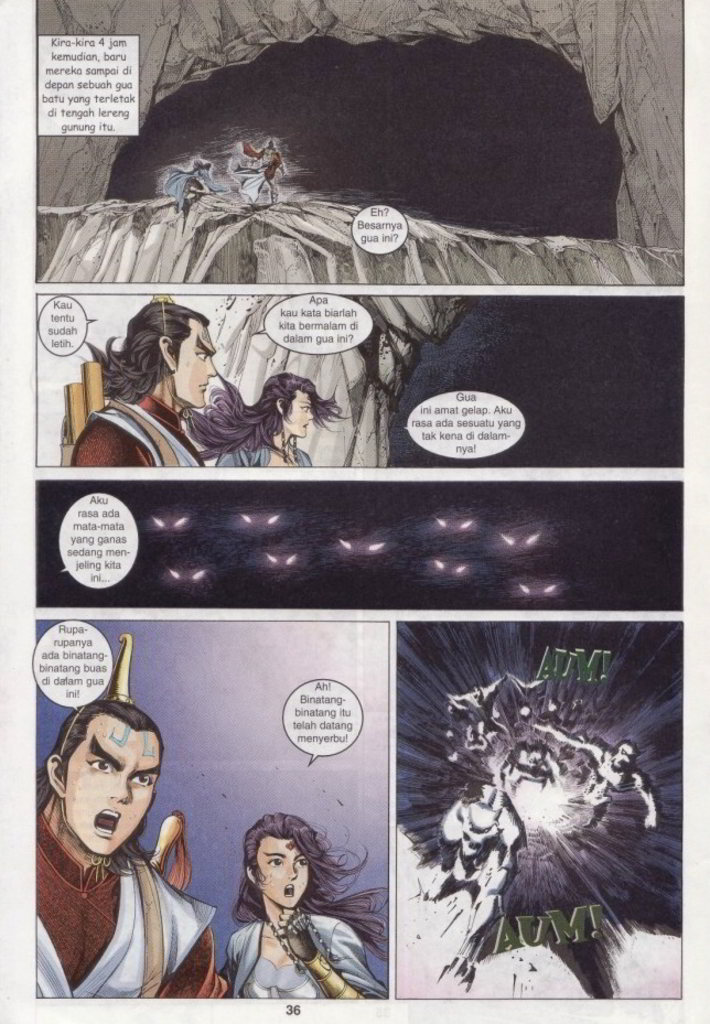 Kira-kira 4 jam
kemudian, baru
mereka sampai di
depan sebuah gua
batu yang terletak
di tengah lereng
gunung itu.
Eh?
Besarnya
gua ini?
Kau
tentu
sudah
letih.
Apa
kau kata biarlah
kita bermalam di
dalam gua ini?
Gua
ini amat gelap. Aku
rasa ada sesuatu yang
tak kena di dalam-
nya!
Aku
rasa ada
mata-mata
yang ganas
sedang men-
jeling kita
ini...
Rupa-
rupanya
ada binatang-
binatang buas
di dalam gua
ini!
Ah!
Binatang-
binatang itu
telah datang
menyerbu!
AUM!
AUM!
36